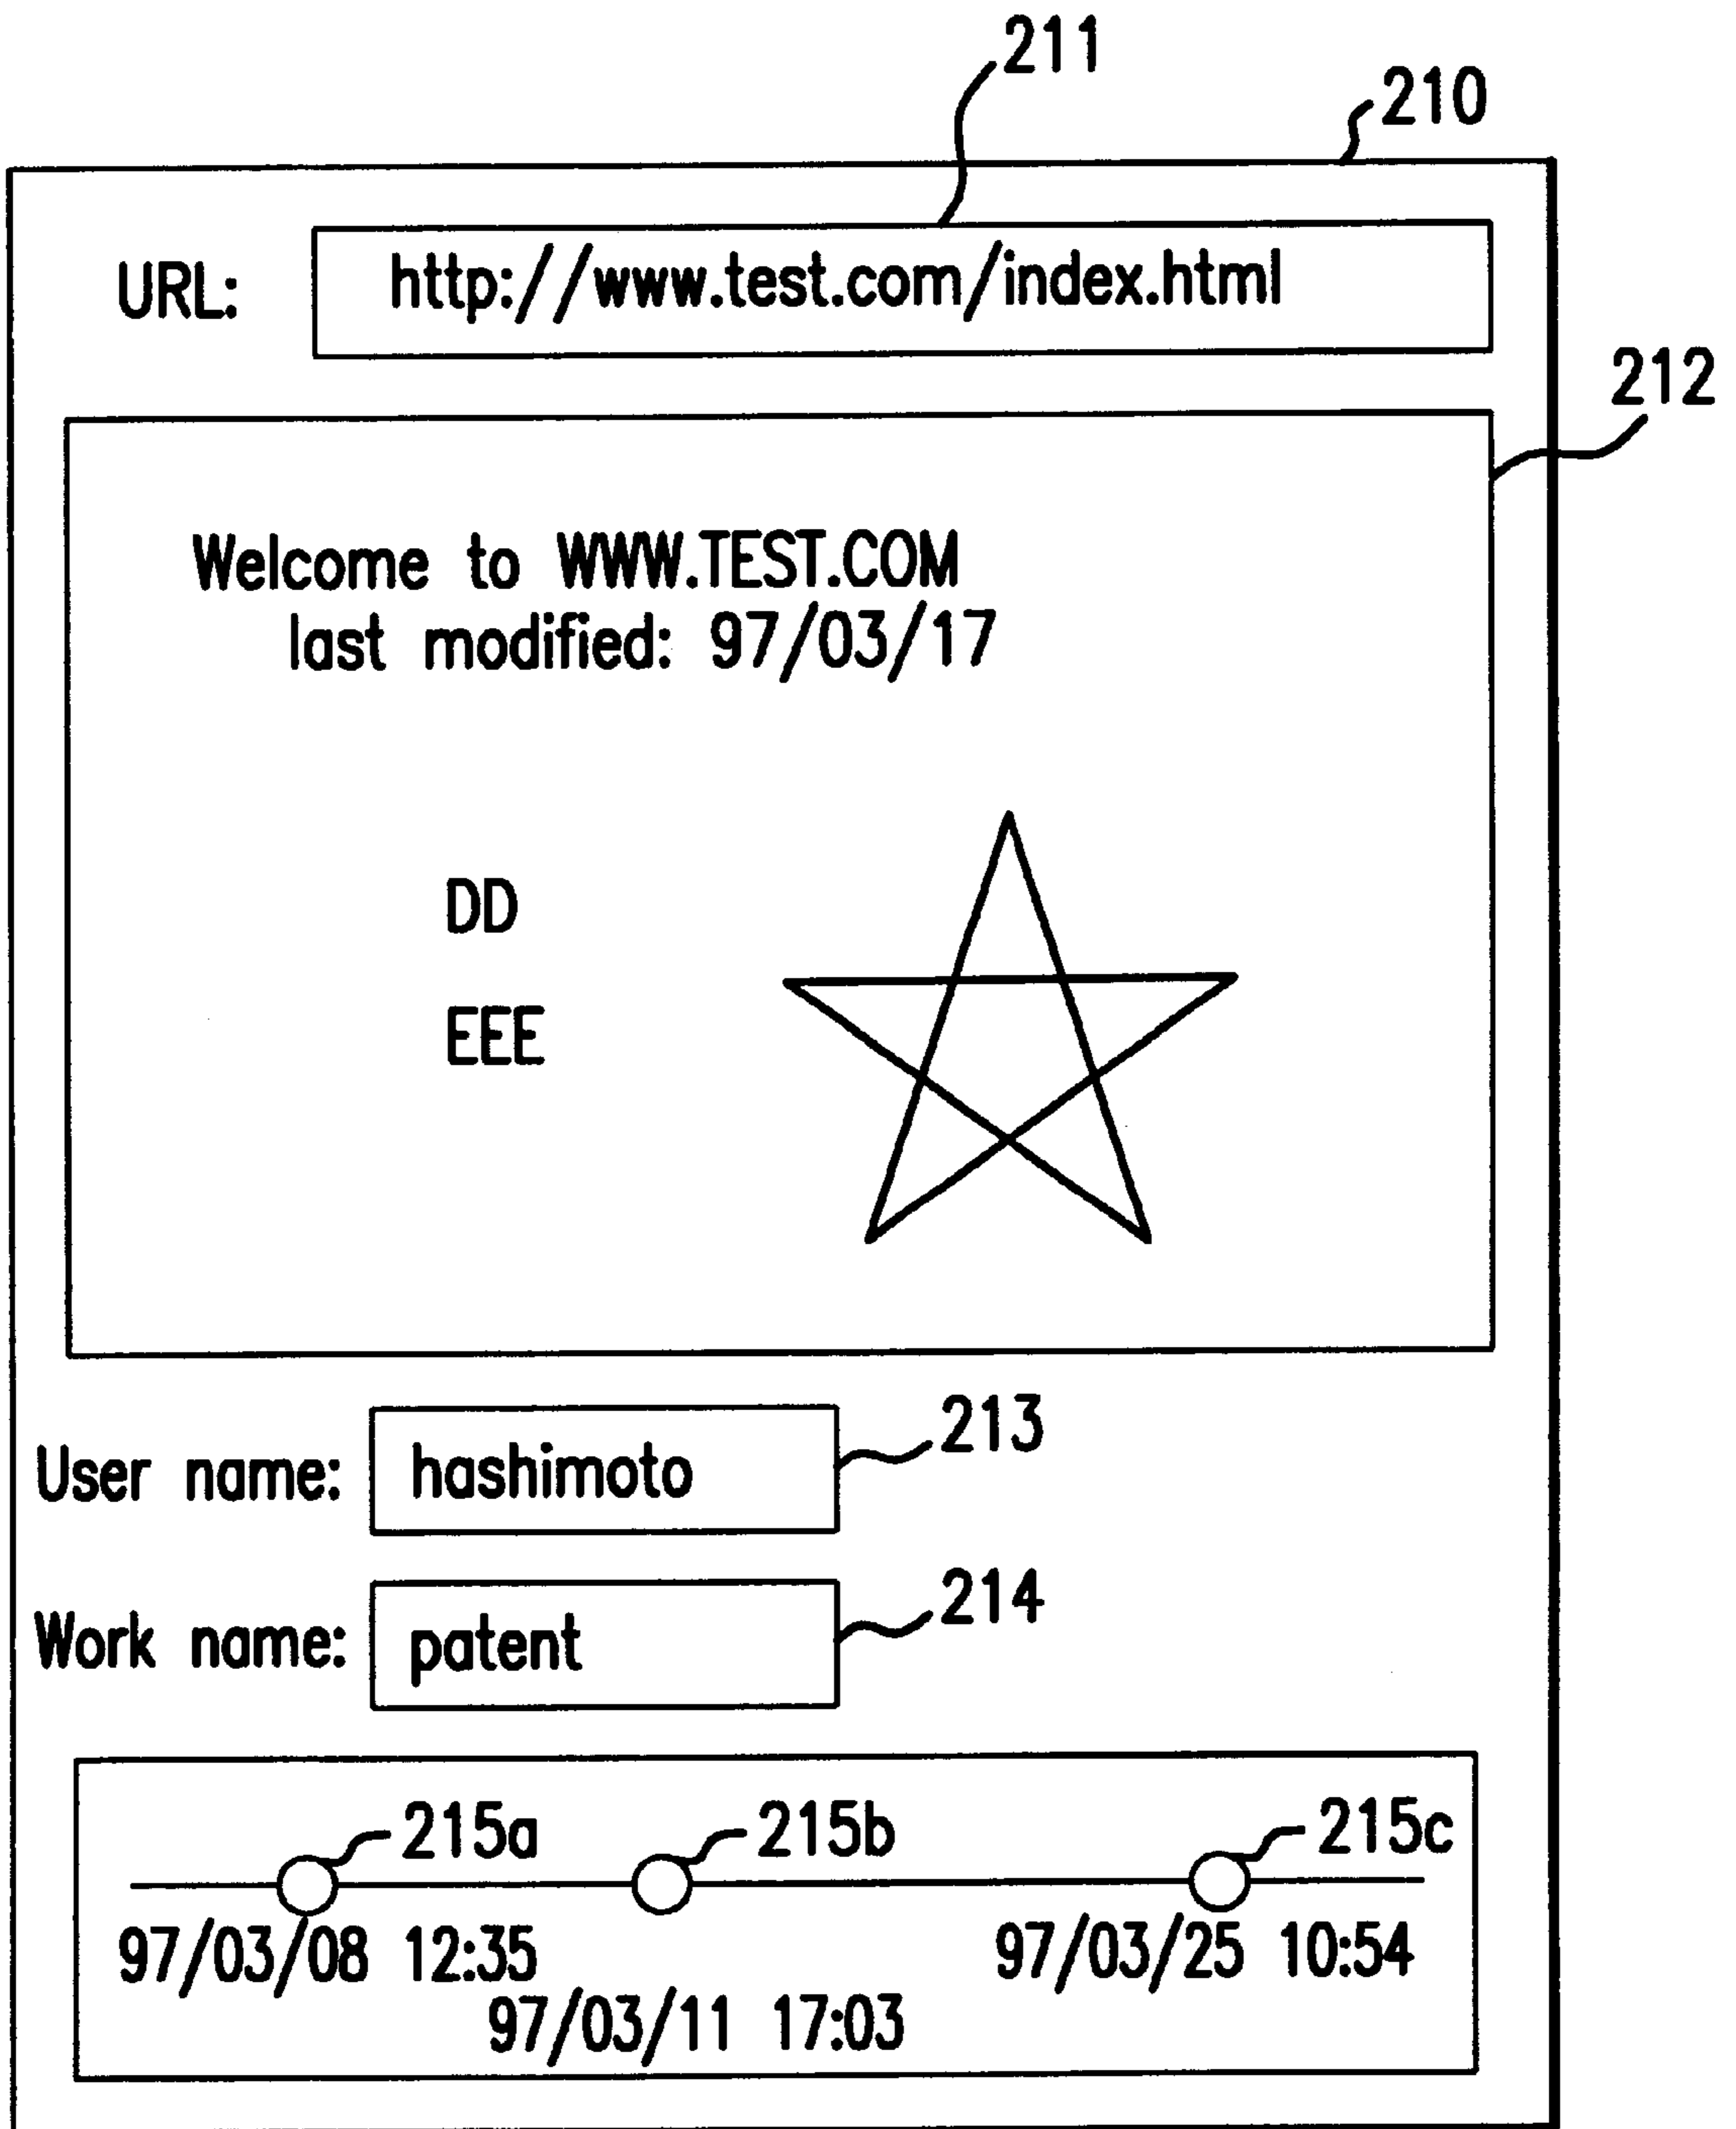 211
210
URL: http://www.test.com/index.html
212
Welcome to WWW.TEST.COM
last modified: 97/03/17
DD
EEE
User name: hashimoto 213
Work name: patent 214
215a 215b 215c
97/03/08 12:35 97/03/25 10:54
97/03/11 17:03